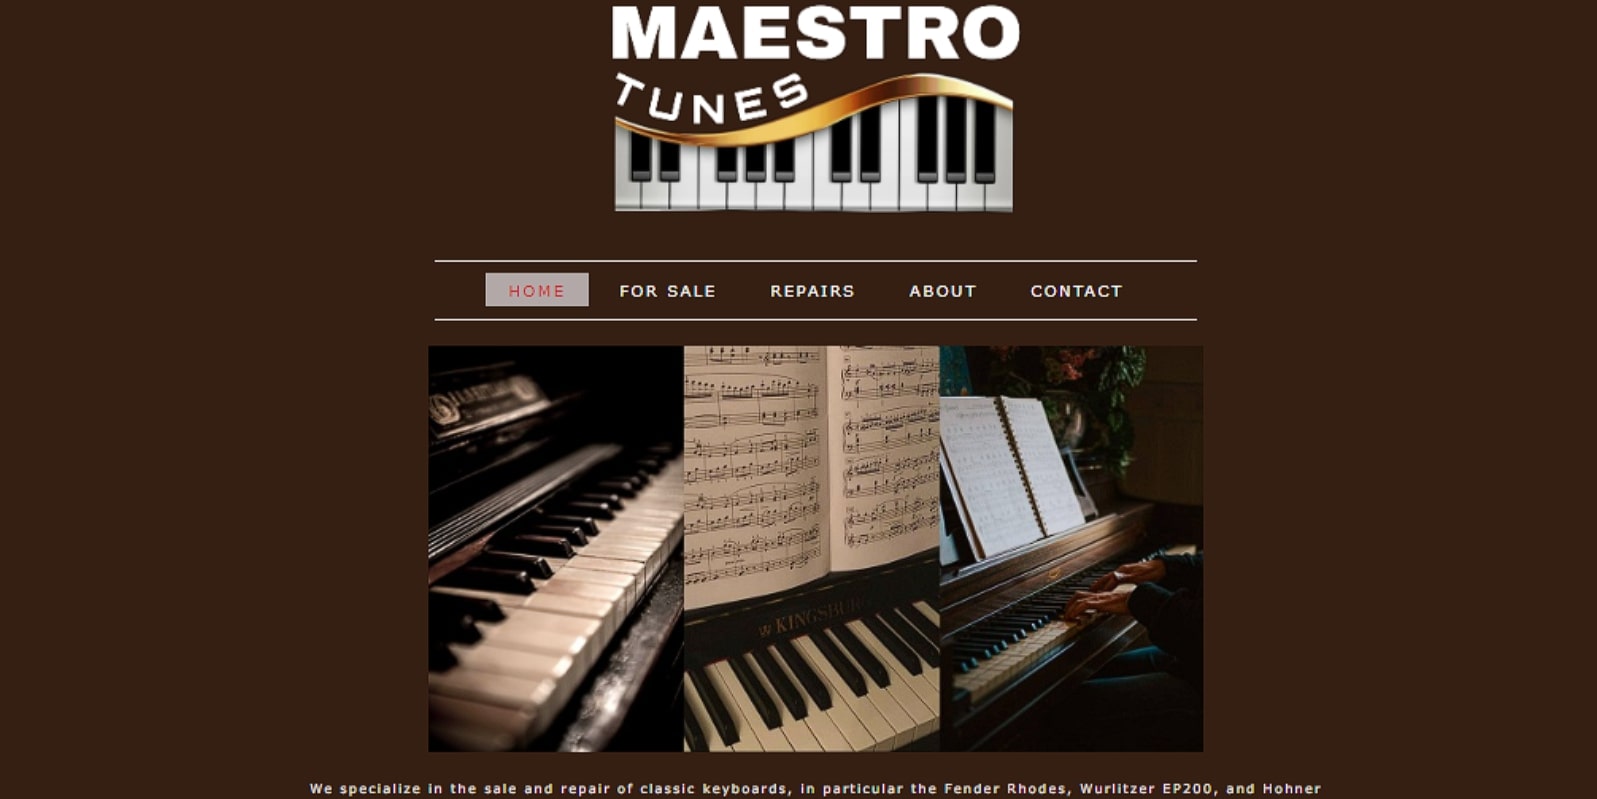 MAESTRO
TUNES
HOME FOR SALE REPAIRS ABOUT CONTACT
KINGSBUR
We specialize in the sale and repair of classic keyboards, in particular the Fender Rhodes, Wurlitzer EP200, and Hohner